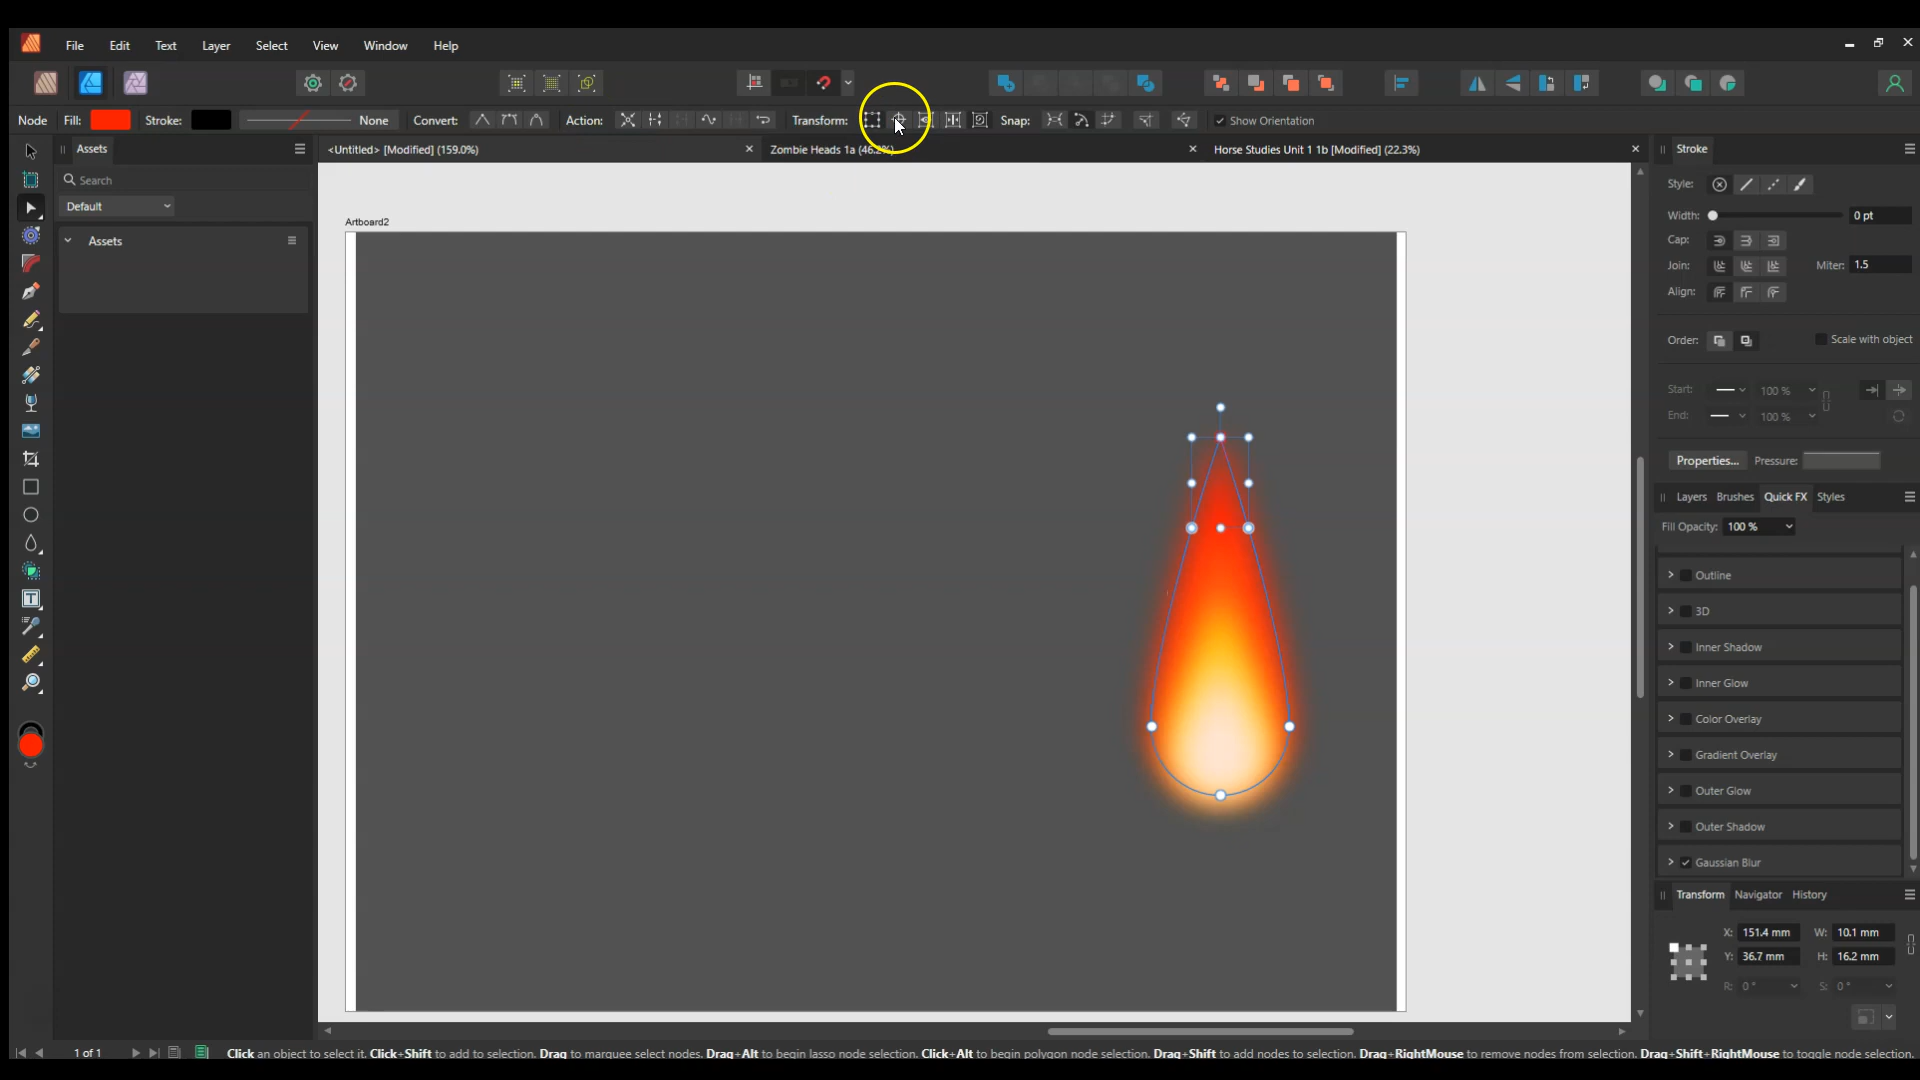 File Edit Text Layer Select View Window Help
Node Fill: Stroke: None Convert: Action: Transform: Snap: Show Orientation
Assets
<Untitled> [Modified] (159.0%)
Zombie Heads 1a (46.2%)
Horse Studies Unit 1 1b [Modified] (22.3%)
Stroke
Search
Default
Assets
Artboard2
Style:
Width: 0 pt
Cap:
Join: Miter: 1.5
Align:
Order: Scale with object
Start: 100 %
End: 100 %
Properties... Pressure:
Layers Brushes Quick FX Styles
Fill Opacity: 100 %
Outline
3D
Inner Shadow
Inner Glow
Color Overlay
Gradient Overlay
Outer Glow
Outer Shadow
Gaussian Blur
Transform Navigator History
X: 151.4 mm W: 10.1 mm
Y: 36.7 mm H: 16.2 mm
R: 0 ° S: 0 °
1 of 1
Click an object to select it. Click+Shift to add to selection. Drag to marquee select nodes. Drag+Alt to begin lasso node selection. Click+Alt to begin polygon node selection. Drag+Shift to add nodes to selection. Drag+RightMouse to remove nodes from selection. Drag+Shift+RightMouse to toggle node selection.